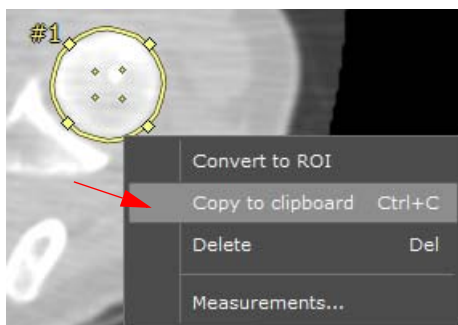 #1
Convert to ROI
Copy to clipboard Ctrl+C
Delete Del
Measurements...